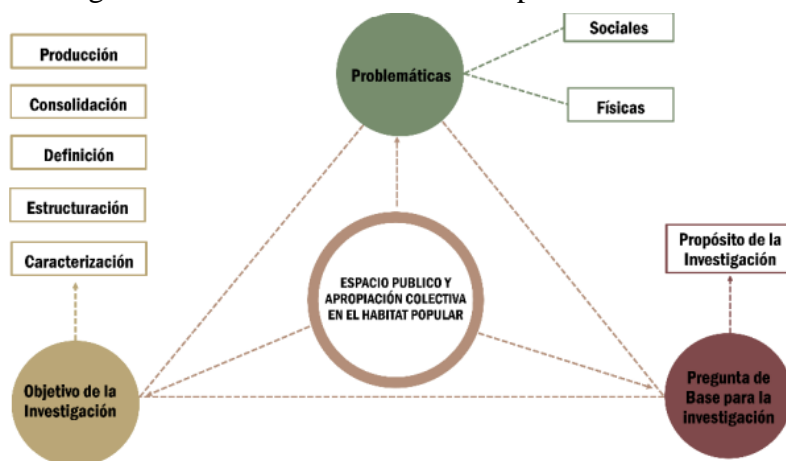 Producción
Consolidación
Definición
Estructuración
Caracterización
Objetivo de la
Investigación
Problemáticas
Sociales
Físicas
ESPACIO PUBLICO Y
APROPIACIÓN COLECTIVA
EN EL HABITAT POPULAR
Propósito de la
Investigación
Pregunta de
Base para la
investigación